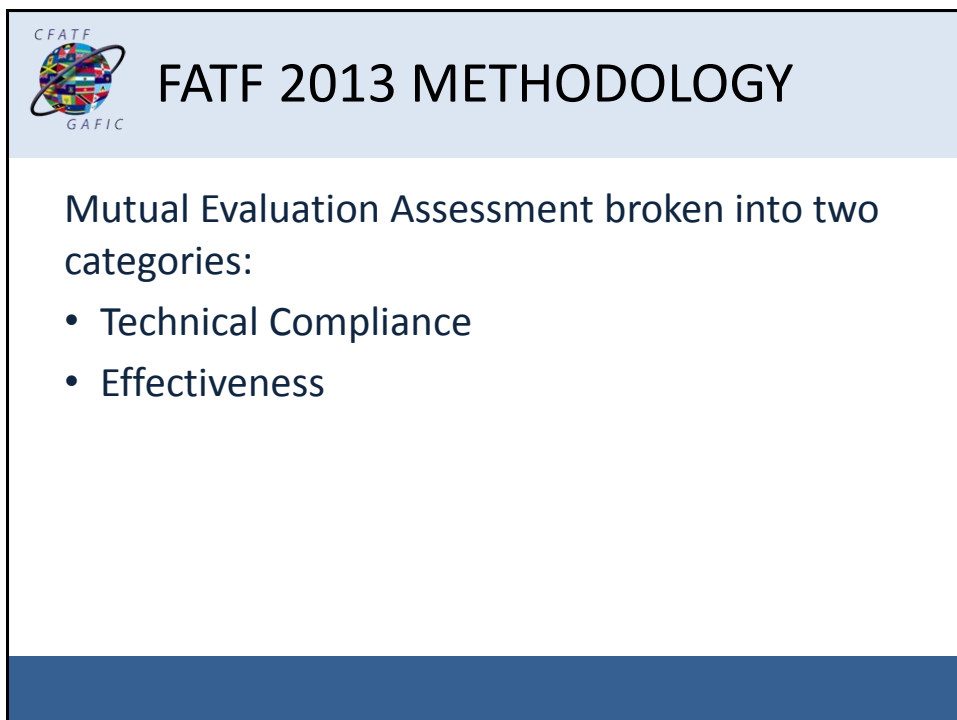 CFATF
GAFIC
FATF 2013 METHODOLOGY
Mutual Evaluation Assessment broken into two
categories:
• Technical Compliance
• Effectiveness